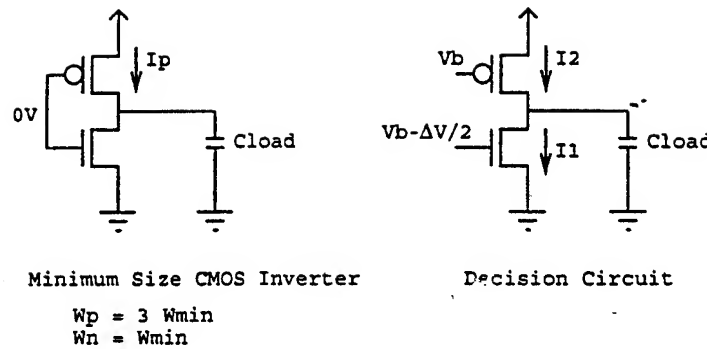 Ip
0V
Cload
Vb
I2
Vb-ΔV/2
I1
Cload
Minimum Size CMOS Inverter
Wp = 3 Wmin
Wn = Wmin
Decision Circuit